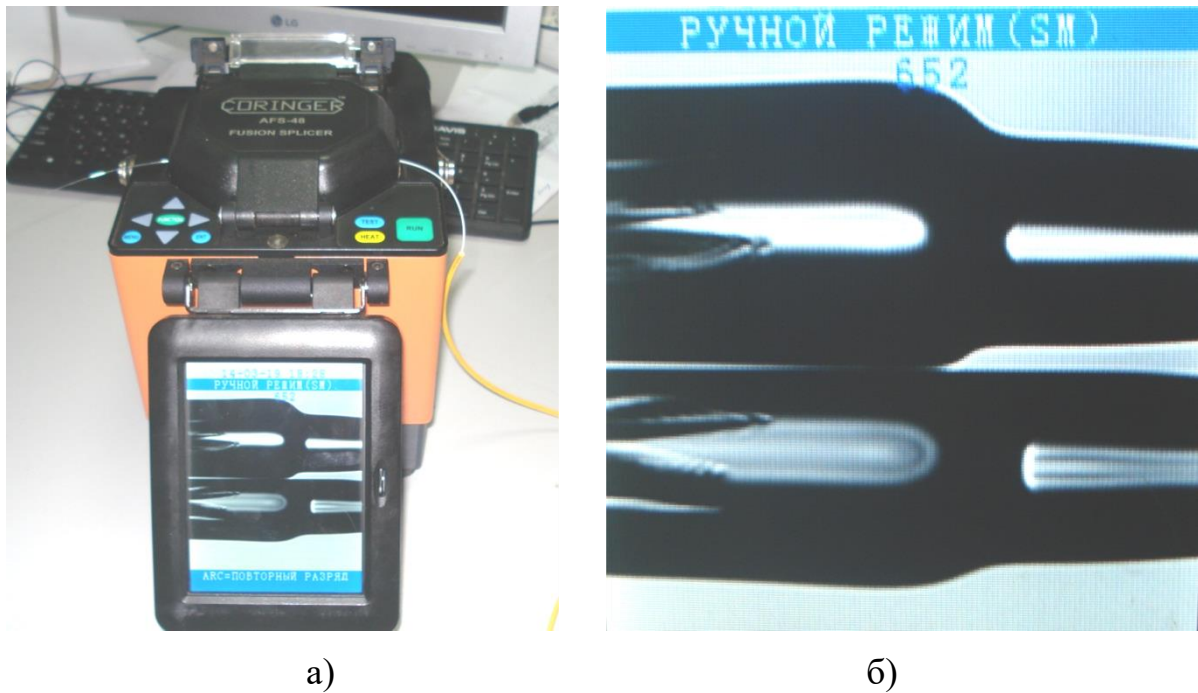 LG
CORINGER
AFS-48
FUSION SPLICER
MENU
TEST
HEAT
RUN
РУЧНОЙ РЕЖИМ(SM)
652
ARC=ПОВТОРНЫЙ РАЗРЯД
РУЧНОЙ РЕЖИМ(SM)
652
а)
б)